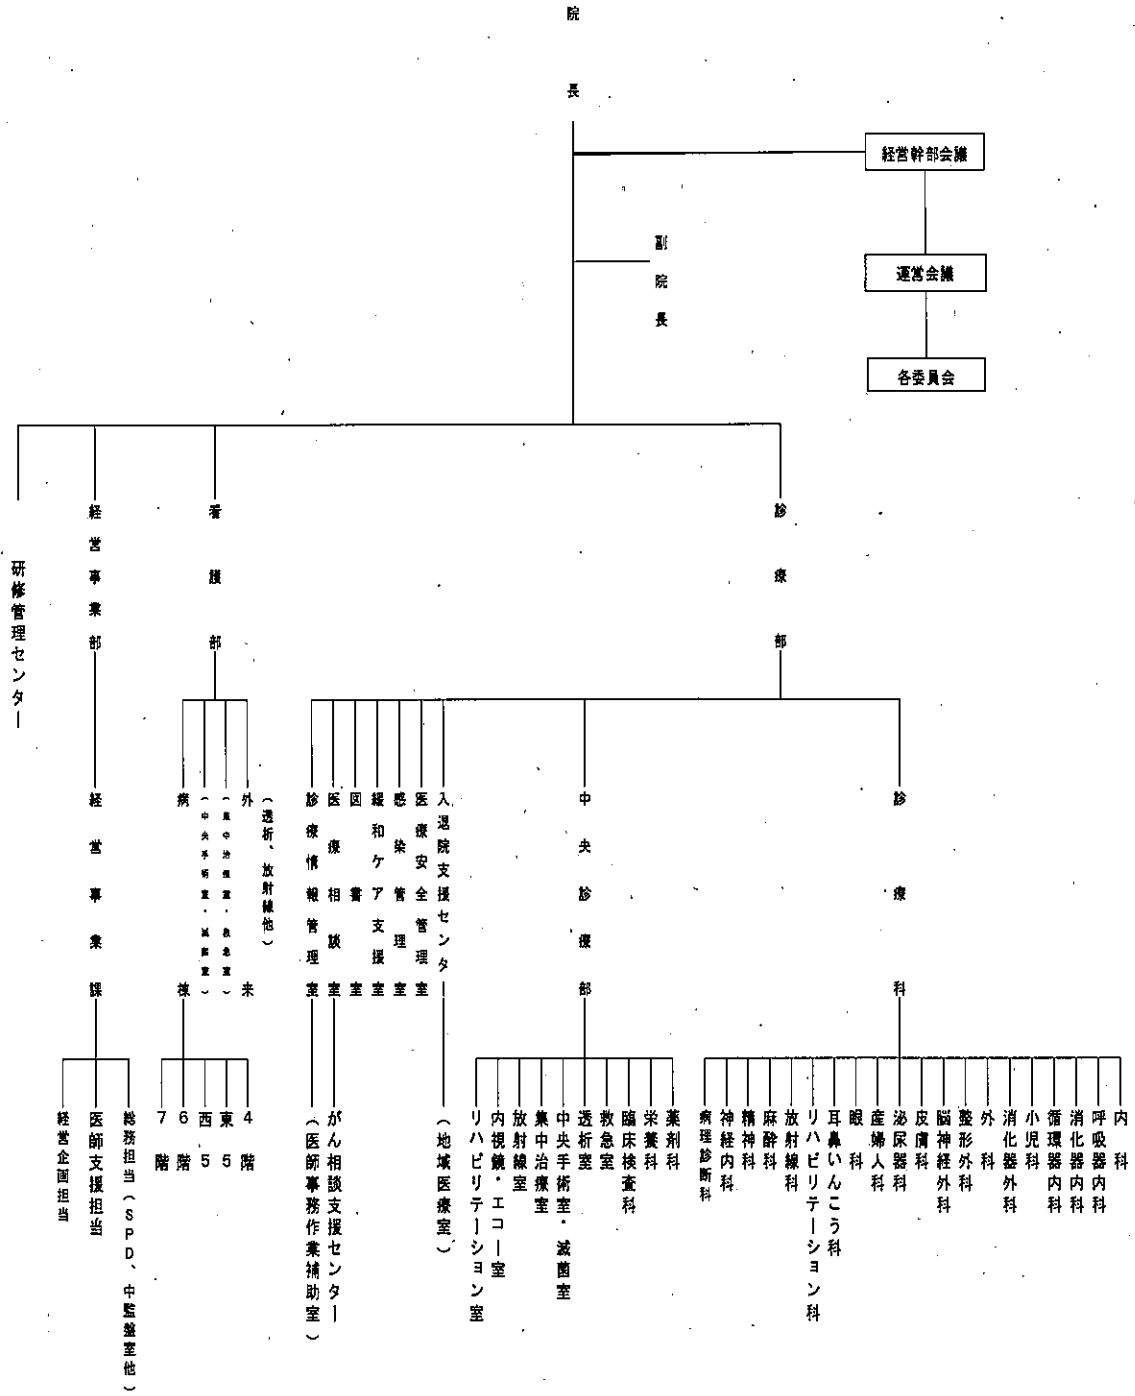 院長
経営幹部会議
副院長
運営会議
各委員会
診療部
看護部
経営事業部
研修管理センター
診療科
中央診療部
入退院支援センター
医療安全管理室
感染管理室
緩和ケア支援室
図書室
医療相談室
診療情報管理室
(透析、放射線他)
外来
(集中治療室・救急室)
(中央手術室・滅菌室)
病棟
経営事業課
内科
呼吸器内科
消化器内科
循環器内科
小児科
消化器外科
外科
整形外科
脳神経外科
皮膚科
泌尿器科
産婦人科
眼科
耳鼻いんこう科
リハビリテーション科
放射線科
麻酔科
精神科
神経内科
病理診断科
薬剤科
栄養科
臨床検査科
救急室
透析室
中央手術室・滅菌室
集中治療室
放射線室
内視鏡・エコー室
リハビリテーション室
(地域医療室)
がん相談支援センター
(医師事務作業補助室)
4階
東5
西5
6階
7階
総務担当(SPD、中監盤室他)
医師支援担当
経営企画担当